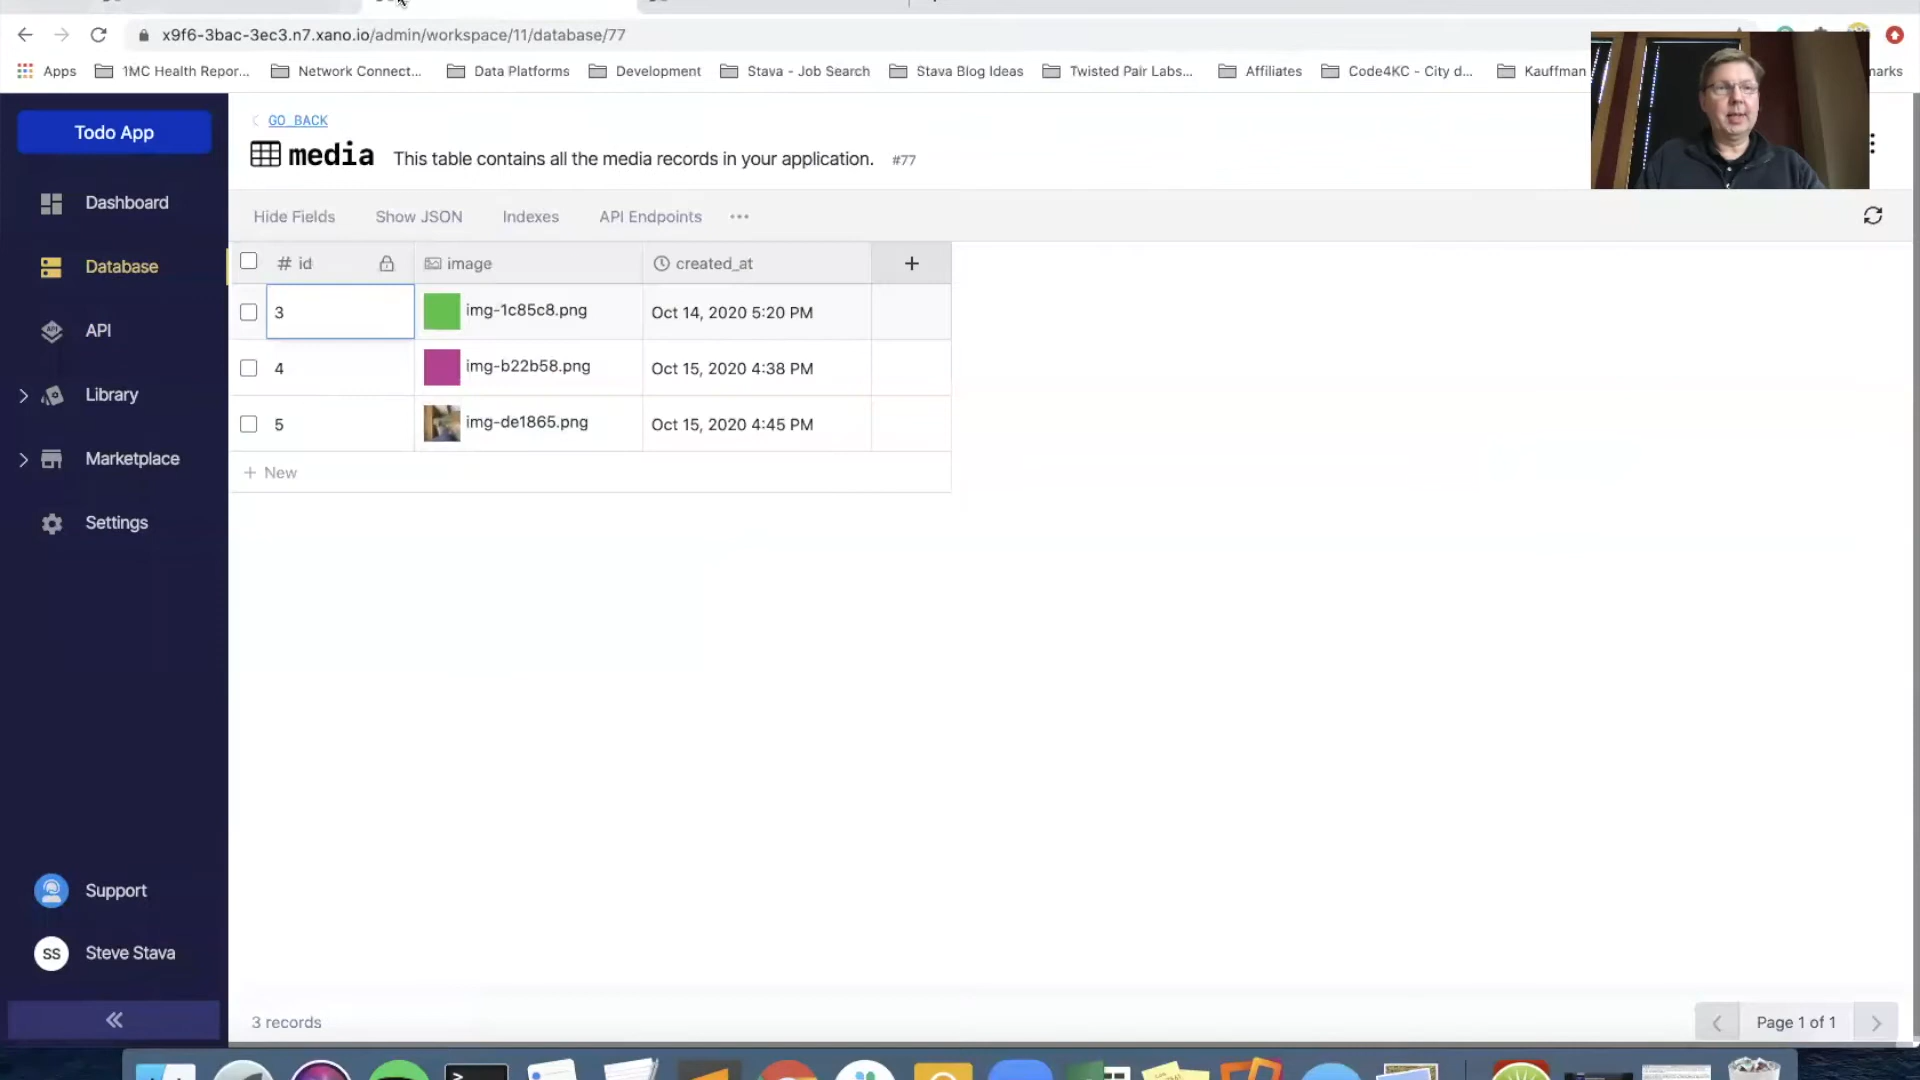 x9f6-3bac-3ec3.n7.xano.io/admin/workspace/11/database/77
Apps 1MC Health Repor... Network Connect... Data Platforms Development Stava - Job Search Stava Blog Ideas Twisted Pair Labs... Affiliates Code4KC - City d... Kauffman
Todo App
GO BACK
media This table contains all the media records in your application. #77
Dashboard
Hide Fields Show JSON Indexes API Endpoints
Database
# id image created_at +
3 img-1c85c8.png Oct 14, 2020 5:20 PM
API
4 img-b22b58.png Oct 15, 2020 4:38 PM
Library
5 img-de1865.png Oct 15, 2020 4:45 PM
Marketplace
+ New
Settings
Support
SS Steve Stava
3 records
Page 1 of 1